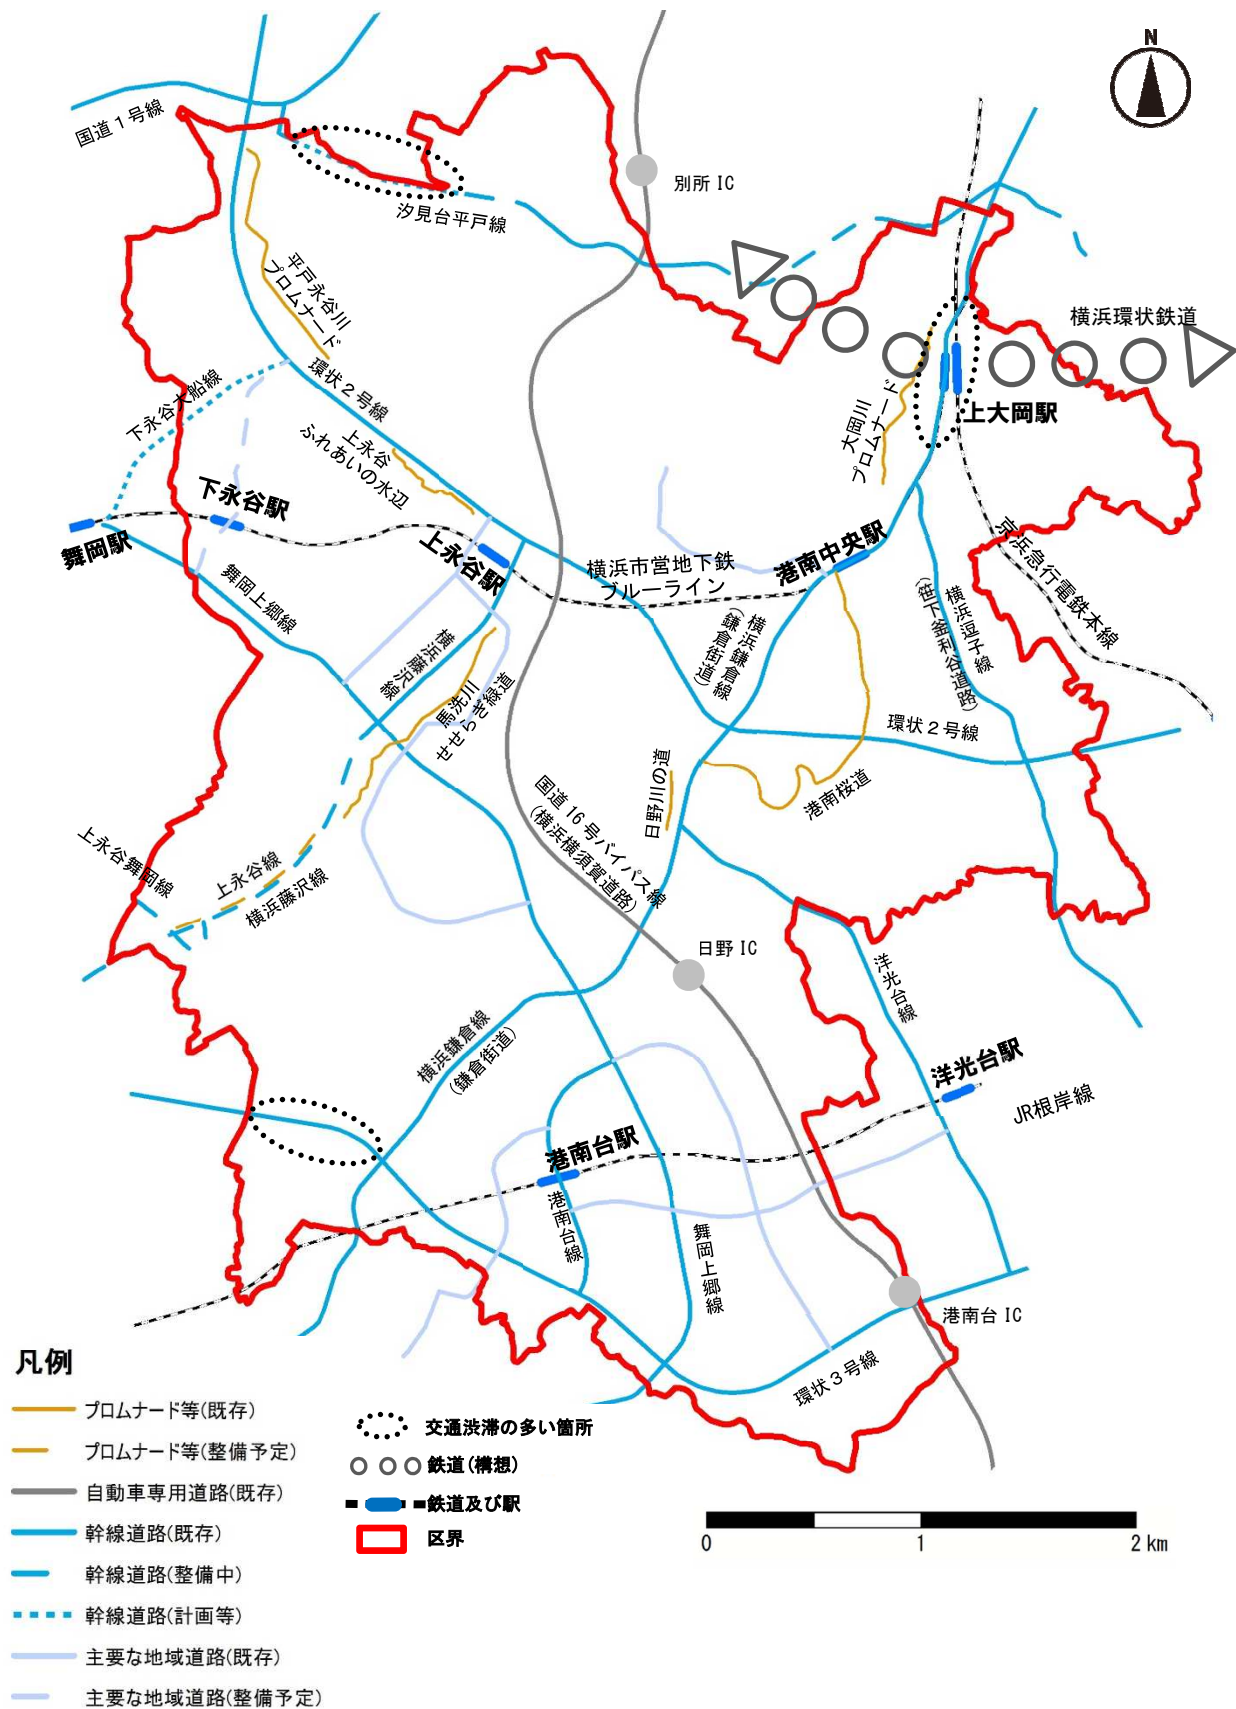 N
国道１号線
別所 IC
汐見台平戸線
平戸永谷川
プロムナード
横浜環状鉄道
環状２号線
下永谷大船線
大岡川
プロムナード
上大岡駅
上永谷
ふれあいの水辺
下永谷駅
舞岡駅
上永谷駅
横浜市営地下鉄
ブルーライン
港南中央駅
京浜急行電鉄本線
舞岡上郷線
横浜藤沢線
横浜鎌倉線
(鎌倉街道)
横浜逗子線
(笹下釜利谷道路)
馬洗川
せせらぎ緑道
環状２号線
日野川の道
港南桜道
国道16号バイパス線
(横浜横須賀道路)
上永谷舞岡線
上永谷線
横浜藤沢線
日野 IC
洋光台線
横浜鎌倉線
(鎌倉街道)
洋光台駅
JR根岸線
港南台駅
港南台線
舞岡上郷線
港南台 IC
環状３号線
凡例
プロムナード等(既存)
プロムナード等(整備予定)
自動車専用道路(既存)
幹線道路(既存)
幹線道路(整備中)
幹線道路(計画等)
主要な地域道路(既存)
主要な地域道路(整備予定)
交通渋滞の多い箇所
鉄道(構想)
鉄道及び駅
区界
0 1 2 km